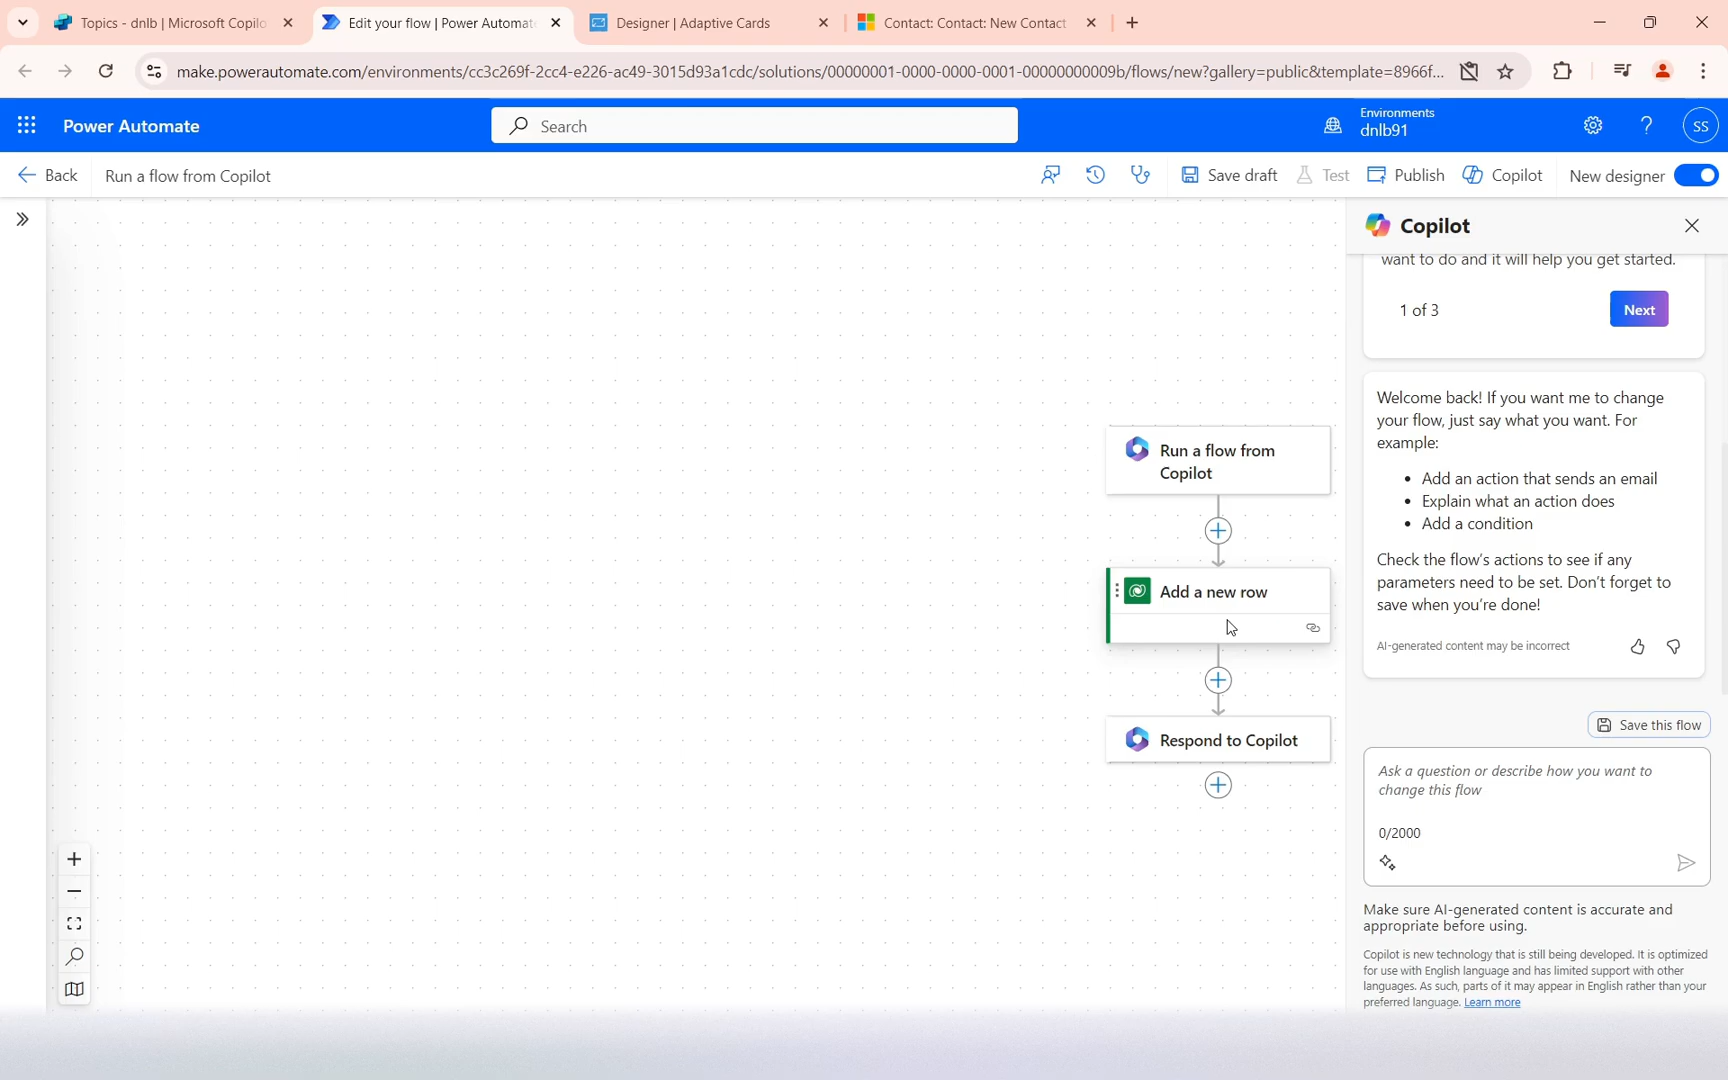 Topics - dnlb | Microsoft Copilo
Edit your flow | Power Automate
Designer | Adaptive Cards
Contact: Contact: New Contact
make.powerautomate.com/environments/cc3c269f-2cc4-e226-ac49-3015d93a1cdc/solutions/00000001-0000-0000-0001-00000000009b/flows/new?gallery=public&template=8966f...
Power Automate
Search
Environments
dnlb91
SS
Back
Run a flow from Copilot
Save draft
Test
Publish
Copilot
New designer
Copilot
want to do and it will help you get started.
1 of 3
Next
Welcome back! If you want me to change
your flow, just say what you want. For
example:
• Add an action that sends an email
• Explain what an action does
• Add a condition
Check the flow's actions to see if any
parameters need to be set. Don't forget to
save when you're done!
AI-generated content may be incorrect
Run a flow from
Copilot
Add a new row
Respond to Copilot
Save this flow
Ask a question or describe how you want to
change this flow
0/2000
Make sure AI-generated content is accurate and
appropriate before using.
Copilot is new technology that is still being developed. It is optimized
for use with English language and has limited support with other
languages. As such, parts of it may appear in English rather than your
preferred language. Learn more